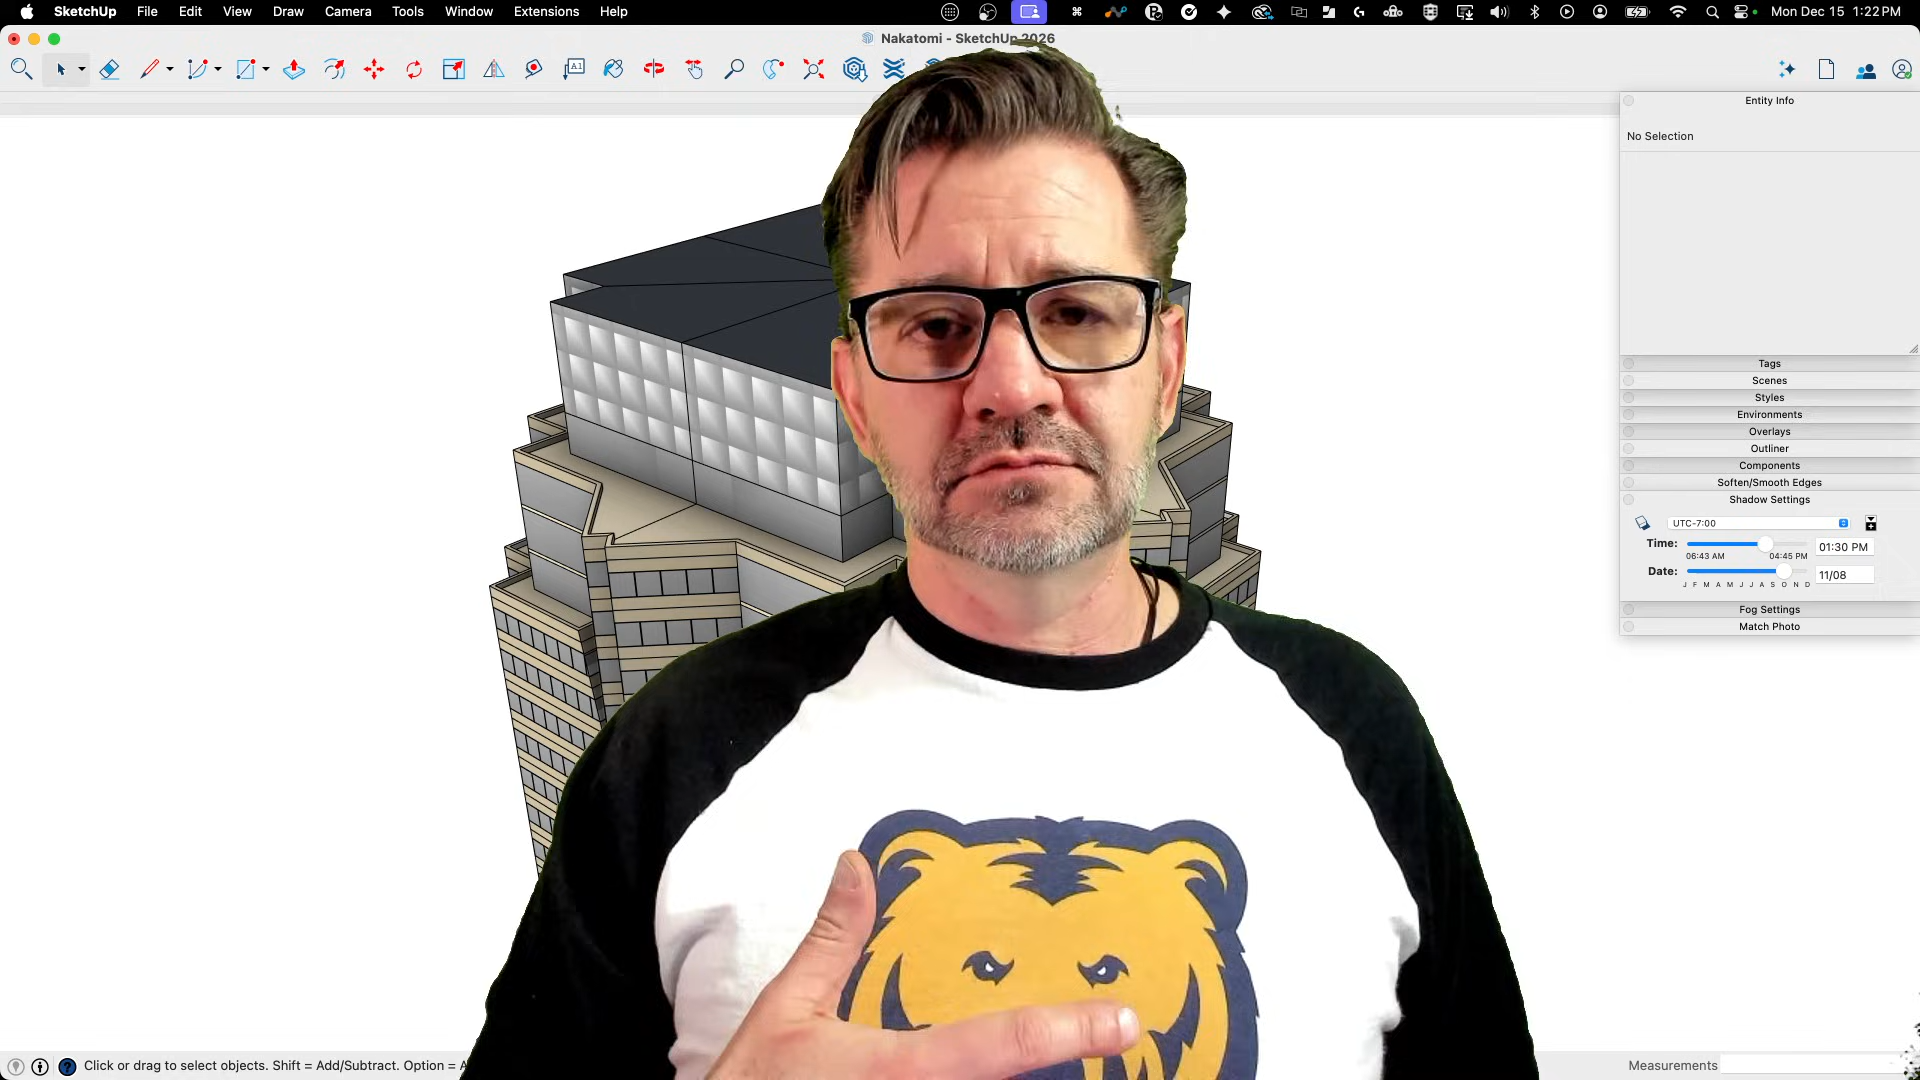 SketchUp File Edit View Draw Camera Tools Window Extensions Help
Mon Dec 15 1:22 PM
Nakatomi - SketchUp 2026
A1
Entity Info
No Selection
Tags
Scenes
Styles
Environments
Overlays
Outliner
Components
Soften/Smooth Edges
Shadow Settings
UTC-7:00
Time: 01:30 PM
06:43 AM 04:45 PM
Date: 11/08
J F M A M J J A S O N D
Fog Settings
Match Photo
Click or drag to select objects. Shift = Add/Subtract. Option =
Measurements